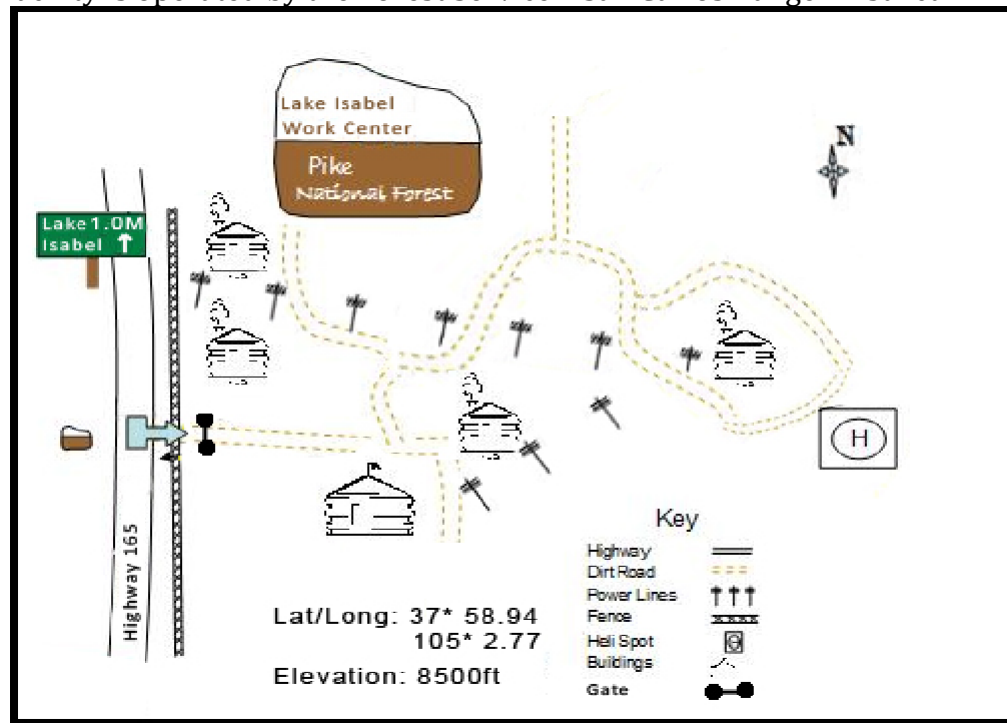 Lake Isabel
Work Center
Pike
National Forest
N
Lake 1.0M
Isabel ↑
H
Highway 165
Lat/Long: 37* 58.94
105* 2.77
Elevation: 8500ft
Key
Highway
Dirt Road
Power Lines
Fence
Heli Spot
Buildings
Gate